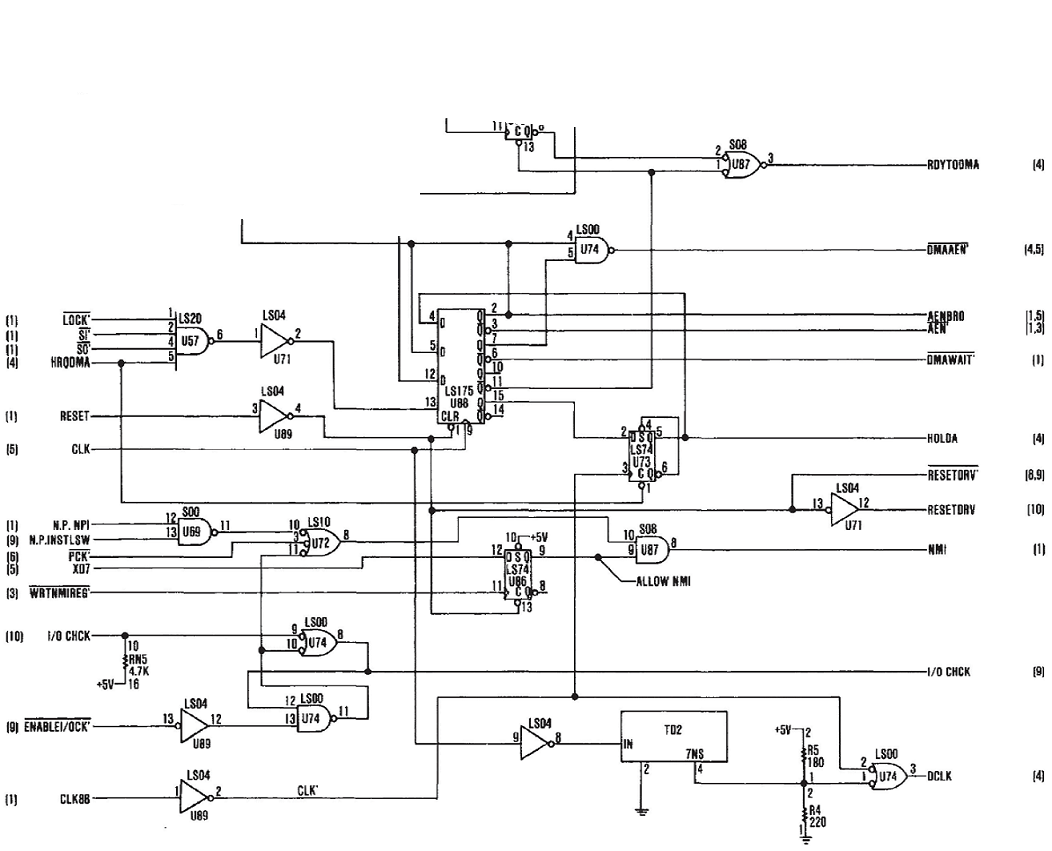 11 C Q 8
13
S08
2
1
U87
3
RDYTODMA (4)
LS00
4
5
U74
DMAAEN' (4,5)
(1) LOCK'
(1) S1'
(1) S0'
(4) HRQDMA
1
2
4
5
LS20
U57
6
LS04
1
2
U71
4 D
5 D
12 D
13
LS175
U88
CLR
1
9
Q 2
Q 3
Q 7
Q 6
Q 10
Q 11
Q 15
Q 14
AENBRD (1,5)
AEN' (1,3)
DMAWAIT' (1)
(1) RESET
LS04
3
4
U89
(5) CLK
4
2 D S Q 5
LS74
U73
3 C Q 6
1
HOLDA (4)
RESETDRV' (8,9)
LS04
13
12
U71
RESETDRV (10)
(1) N.P. NPI
(9) N.P.INSTLSW
(6) PCK'
(5) XD7
S00
12
13
U69
11
LS10
10
3
11
U72
8
10 +5V
12 D S Q 9
LS74
U86
11 C Q 8
13
S08
10
9
U87
8
NMI (1)
ALLOW NMI
(3) WRTNMIREG'
(10) I/O CHCK
10
RN5
4.7K
16
+5V
LS00
9
10
U74
8
I/O CHCK (9)
LS00
12
13
U74
11
(9) ENABLEI/OCK'
LS04
13
12
U89
LS04
9
8
TD2
IN
7NS
2
4
+5V 2
R5
180
1
2
R4
220
1
LS00
2
1
U74
3
DCLK (4)
(1) CLK88
LS04
1
2
U89
CLK'